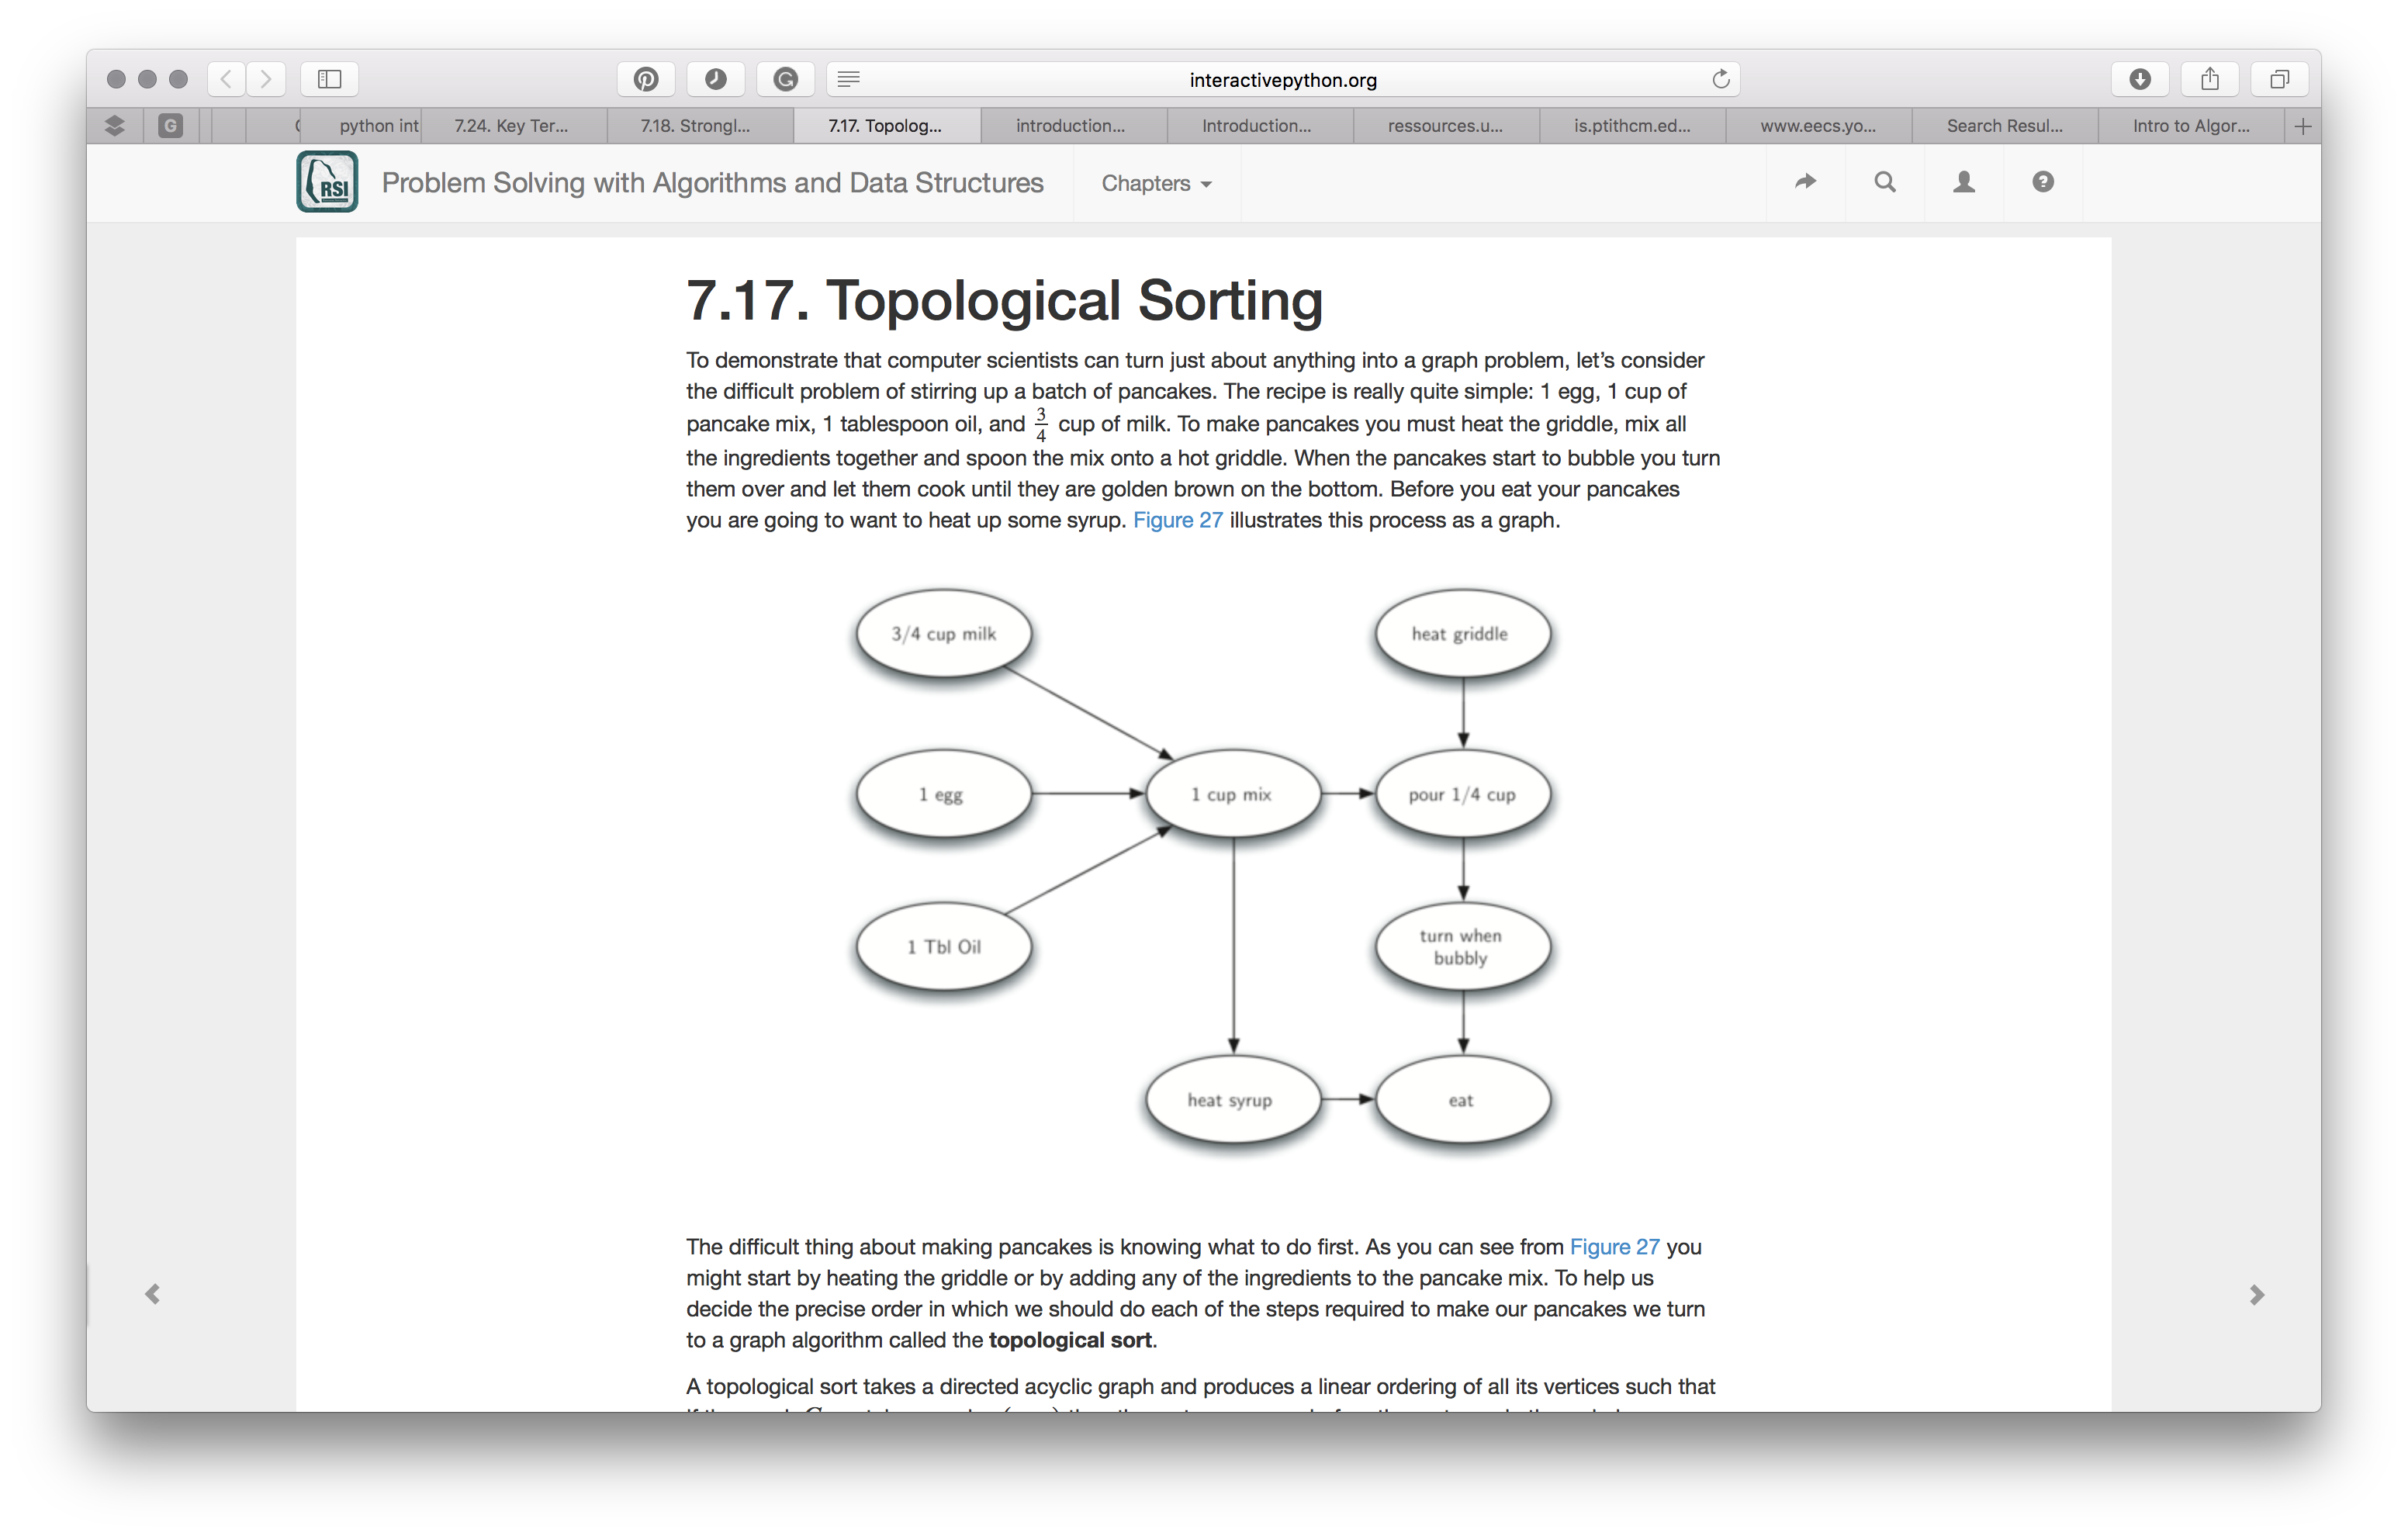 interactivepython.org
G
python int
7.24. Key Ter...
7.18. Strongl...
7.17. Topolog...
introduction...
Introduction...
ressources.u...
is.ptithcm.ed...
www.eecs.yo...
Search Resul...
Intro to Algor...
RSI
Problem Solving with Algorithms and Data Structures
Chapters
7.17. Topological Sorting
To demonstrate that computer scientists can turn just about anything into a graph problem, let’s consider
the difficult problem of stirring up a batch of pancakes. The recipe is really quite simple: 1 egg, 1 cup of
pancake mix, 1 tablespoon oil, and 3/4 cup of milk. To make pancakes you must heat the griddle, mix all
the ingredients together and spoon the mix onto a hot griddle. When the pancakes start to bubble you turn
them over and let them cook until they are golden brown on the bottom. Before you eat your pancakes
you are going to want to heat up some syrup. Figure 27 illustrates this process as a graph.
3/4 cup milk
heat griddle
1 egg
1 cup mix
pour 1/4 cup
1 Tbl Oil
turn when
bubbly
heat syrup
eat
The difficult thing about making pancakes is knowing what to do first. As you can see from Figure 27 you
might start by heating the griddle or by adding any of the ingredients to the pancake mix. To help us
decide the precise order in which we should do each of the steps required to make our pancakes we turn
to a graph algorithm called the topological sort.
A topological sort takes a directed acyclic graph and produces a linear ordering of all its vertices such that